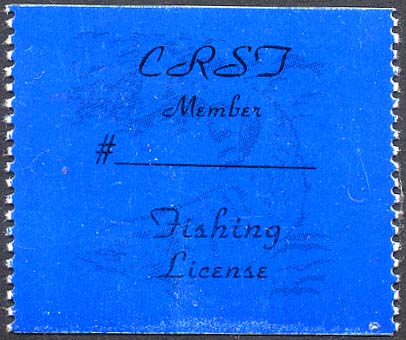 CRST
Member
#
Fishing
License